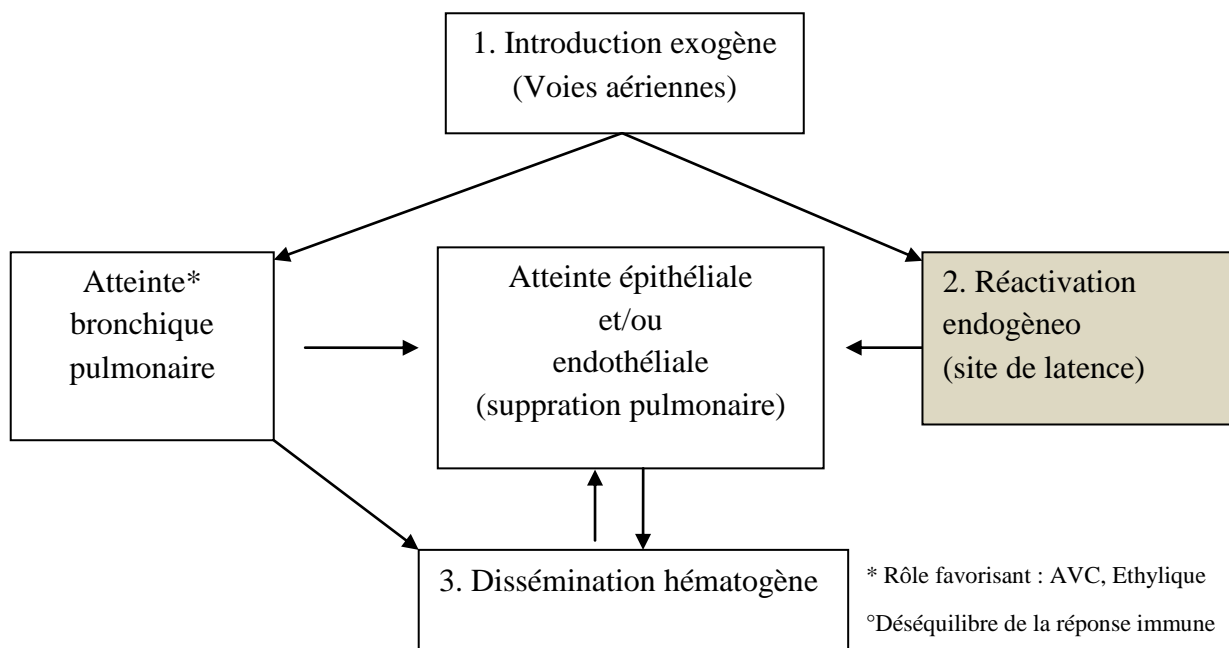 1. Introduction exogène
(Voies aériennes)
Atteinte*
bronchique
pulmonaire
Atteinte épithéliale
et/ou
endothéliale
(suppration pulmonaire)
2. Réactivation
endogèneo
(site de latence)
3. Dissémination hématogène
* Rôle favorisant : AVC, Ethylique
°Déséquilibre de la réponse immune